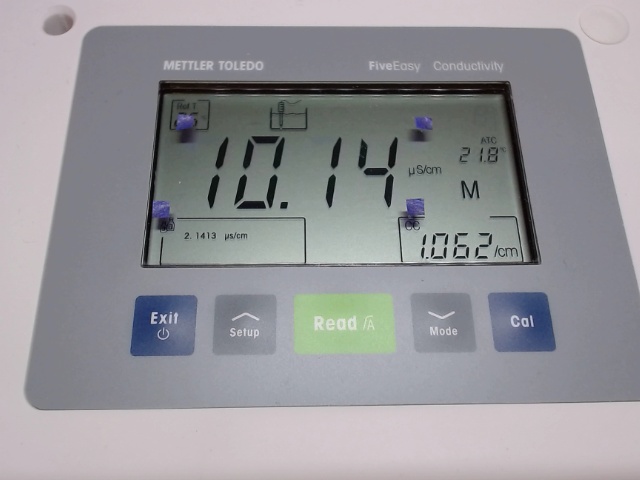 METTLER TOLEDO FiveEasy Conductivity
10.14 µS/cm
ATC
21.8
M
2. 1413 µs/cm
1.062 /cm
Exit
Setup
Read /A
Mode
Cal